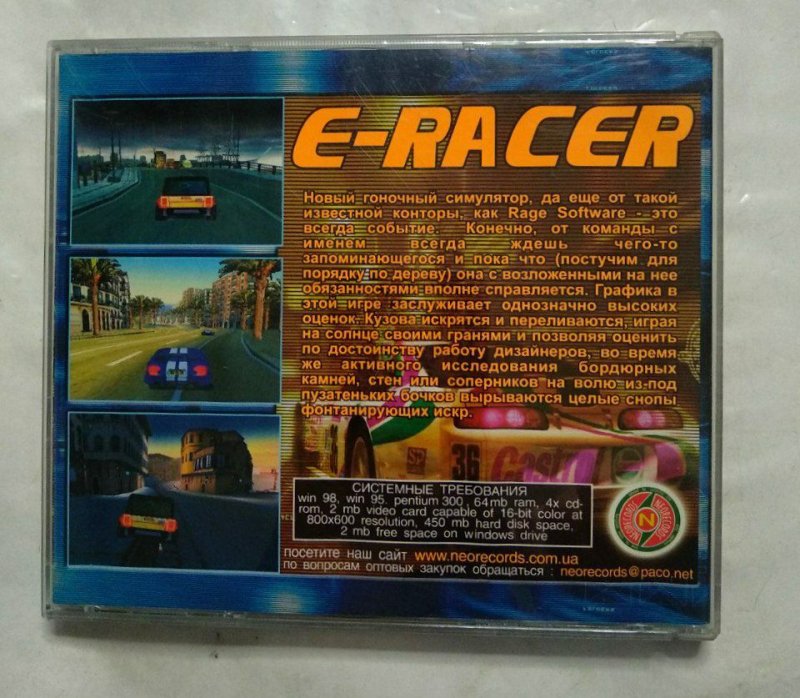 E-RACER
Новый гоночный симулятор, да еще от такой
известной конторы, как Rage Software - это
всегда событие. Конечно, от команды с
именем всегда ждешь чего-то
запоминающегося и пока что (постучим для
порядку по дереву) она с возложенными на нее
обязанностями вполне справляется. Графика в
этой игре заслуживает однозначно высоких
оценок. Кузова искрятся и переливаются, играя
на солнце своими гранями и позволяя оценить
по достоинству работу дизайнеров, во время
же активного исследования бордюрных
камней, стен или соперников на волю из-под
пузатеньких бочков вырываются целые снопы
фонтанирующих искр.
36
Castrol
СИСТЕМНЫЕ ТРЕБОВАНИЯ
win 98, win 95. pentium 300, 64mb ram, 4x cd-
rom, 2 mb video card capable of 16-bit color at
800x600 resolution, 450 mb hard disk space,
2 mb free space on windows drive
NEORECORD
N
NEORECORD
посетите наш сайт www.neorecords.com.ua
по вопросам оптовых закупок обращаться : neorecords@paco.net